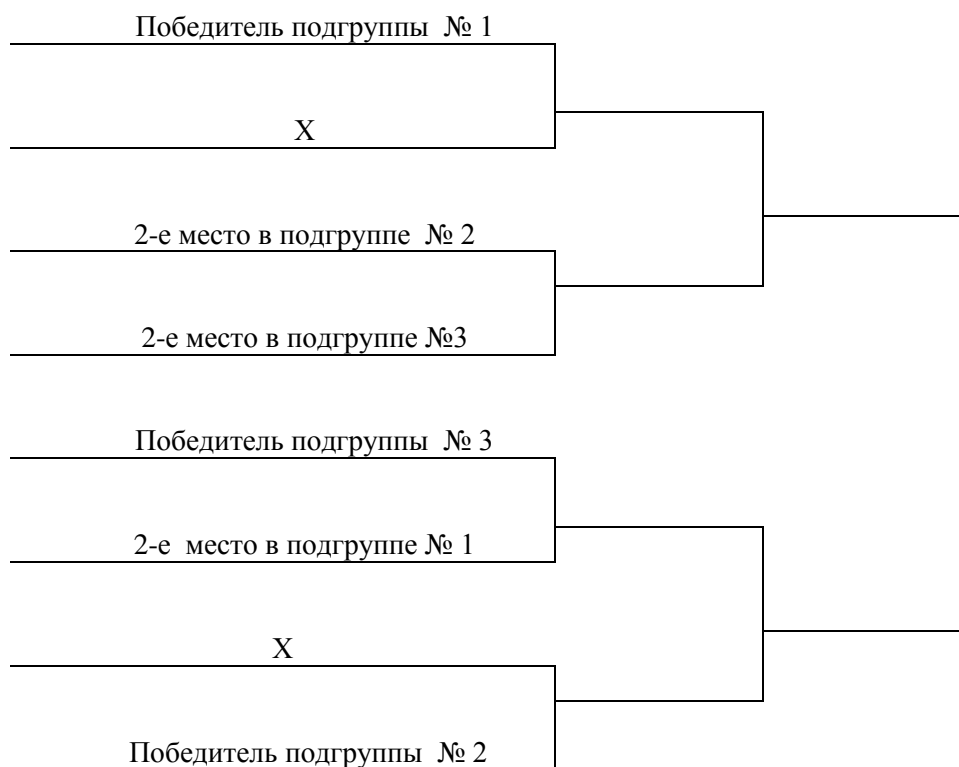 Победитель подгруппы № 1
Х
2-е место в подгруппе № 2
2-е место в подгруппе №3
Победитель подгруппы № 3
2-е место в подгруппе № 1
Х
Победитель подгруппы № 2